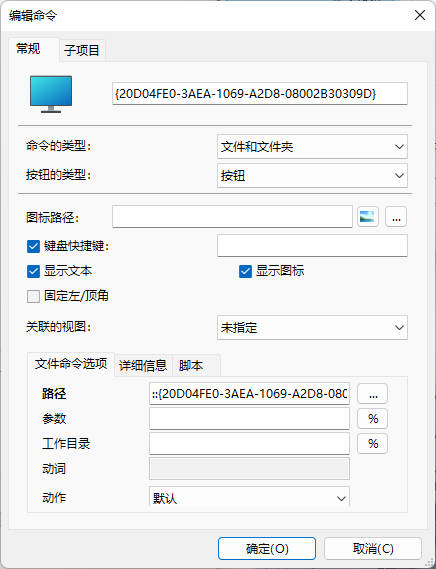 编辑命令
常规 子项目
{20D04FE0-3AEA-1069-A2D8-08002B30309D}
命令的类型： 文件和文件夹
按钮的类型： 按钮
图标路径： ...
键盘快捷键：
显示文本 显示图标
固定左/顶角
关联的视图： 未指定
文件命令选项 详细信息 脚本
路径 ::{20D04FE0-3AEA-1069-A2D8-080 ...
参数 %
工作目录 %
动词
动作 默认
确定(O) 取消(C)